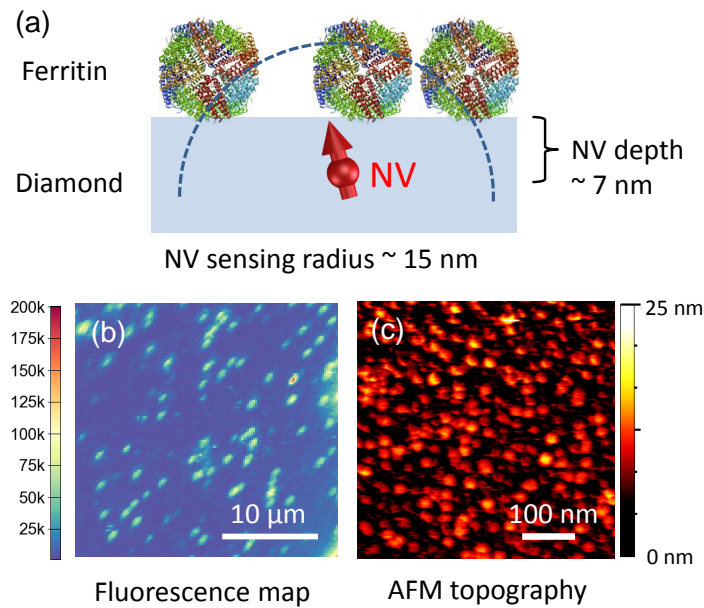 (a)
Ferritin
Diamond
NV
NV depth
~ 7 nm
NV sensing radius ~ 15 nm
200k
175k
150k
125k
100k
75k
50k
25k
(b)
10 µm
Fluorescence map
(c)
100 nm
25 nm
0 nm
AFM topography